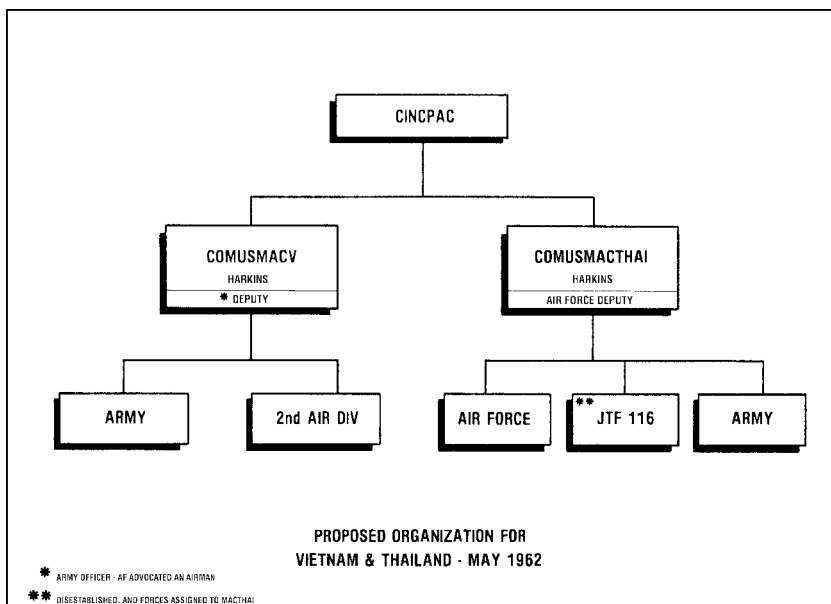 CINCPAC
COMUSMACV
HARKINS
* DEPUTY
COMUSMACTHAI
HARKINS
AIR FORCE DEPUTY
ARMY
2nd AIR DIV
AIR FORCE
** JTF 116
ARMY
PROPOSED ORGANIZATION FOR
VIETNAM & THAILAND - MAY 1962
* ARMY OFFICER - AF ADVOCATED AN AIRMAN
** DISESTABLISHED, AND FORCES ASSIGNED TO MACTHAI